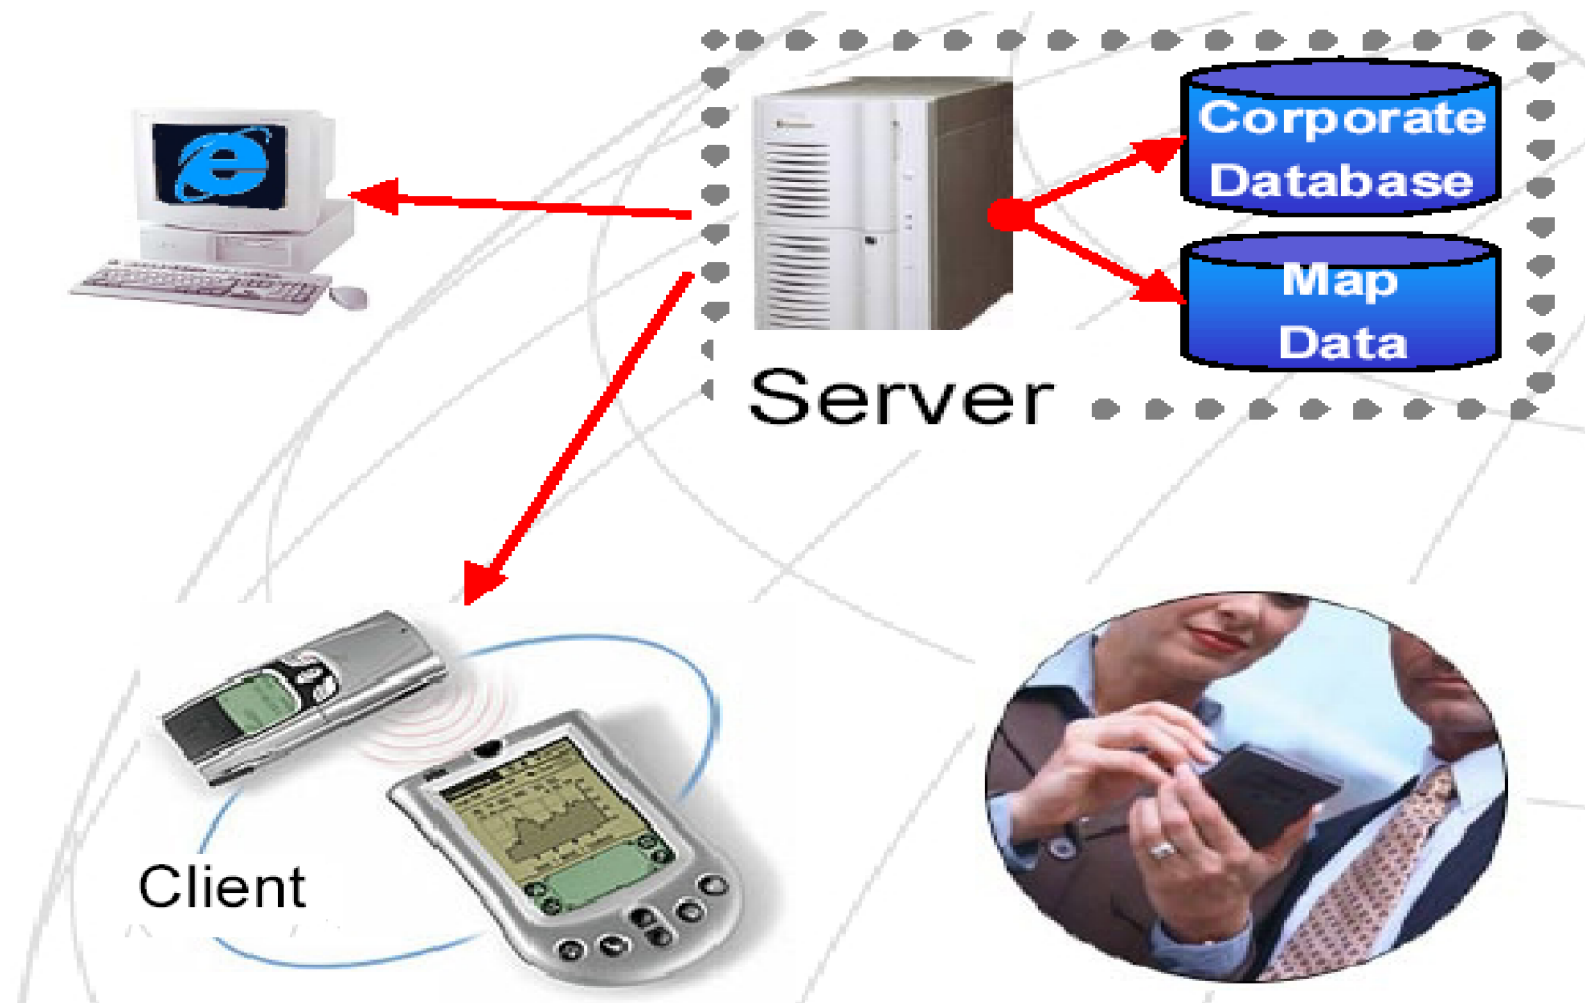 Corporate
Database
Map
Data
Server
Client